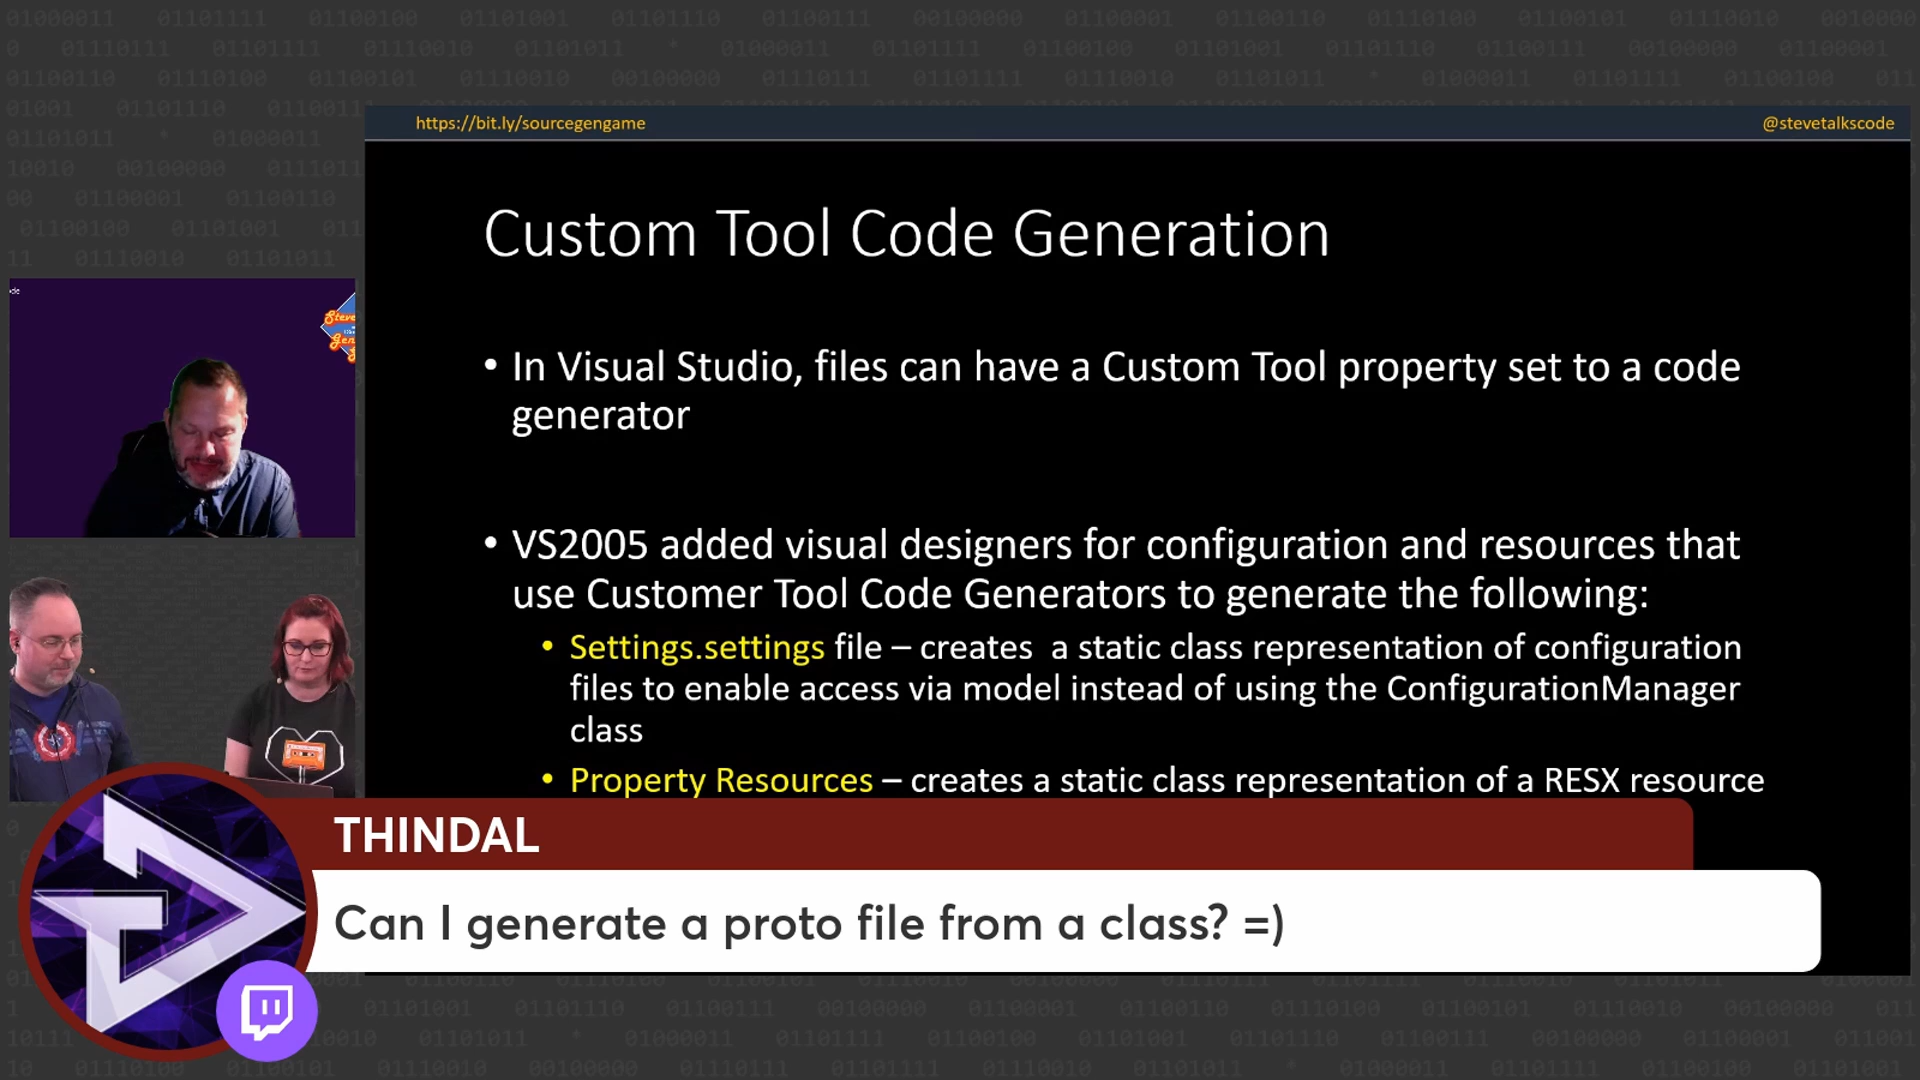 https://bit.ly/sourcegengame
@stevetalkscode
Custom Tool Code Generation
• In Visual Studio, files can have a Custom Tool property set to a code
generator
• VS2005 added visual designers for configuration and resources that
use Customer Tool Code Generators to generate the following:
• Settings.settings file – creates a static class representation of configuration
files to enable access via model instead of using the ConfigurationManager
class
• Property Resources – creates a static class representation of a RESX resource
THINDAL
Can I generate a proto file from a class? =)